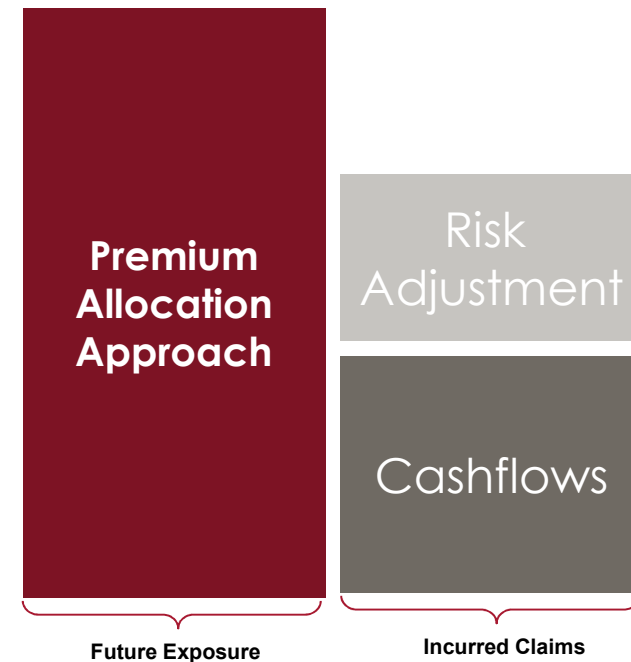 Premium
Allocation
Approach
Risk
Adjustment
Cashflows
Future Exposure
Incurred Claims